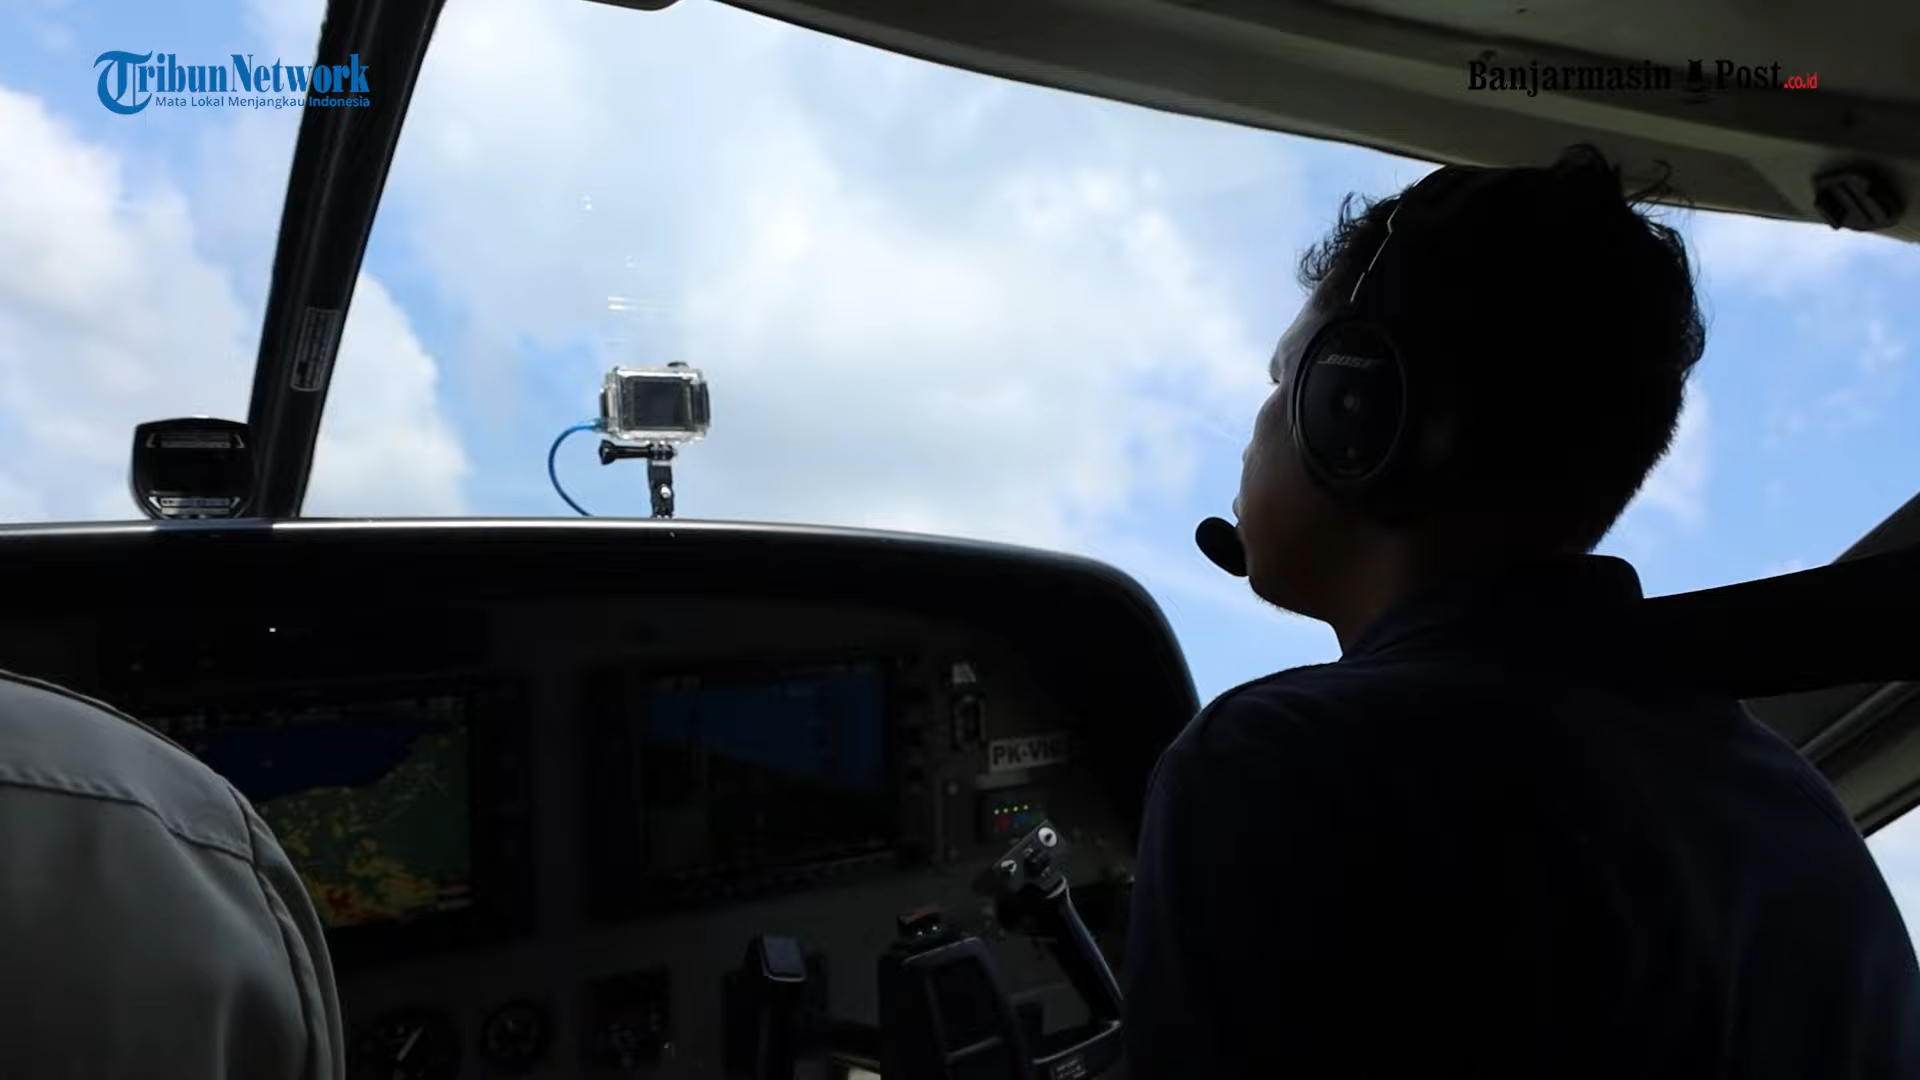 TribunNetwork
Mata Lokal Menjangkau Indonesia
Banjarmasin Post.co.id
BOSE